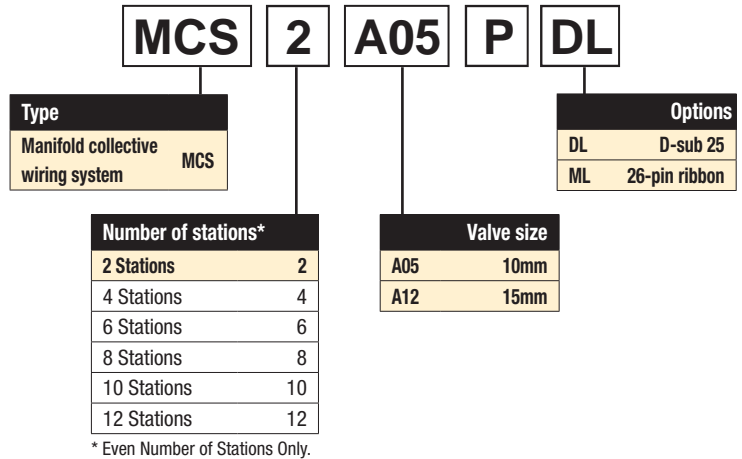 MCS 2 A05 P DL
Type
Manifold collective
wiring system MCS
Options
DL D-sub 25
ML 26-pin ribbon
Number of stations*
2 Stations 2
4 Stations 4
6 Stations 6
8 Stations 8
10 Stations 10
12 Stations 12
* Even Number of Stations Only.
Valve size
A05 10mm
A12 15mm